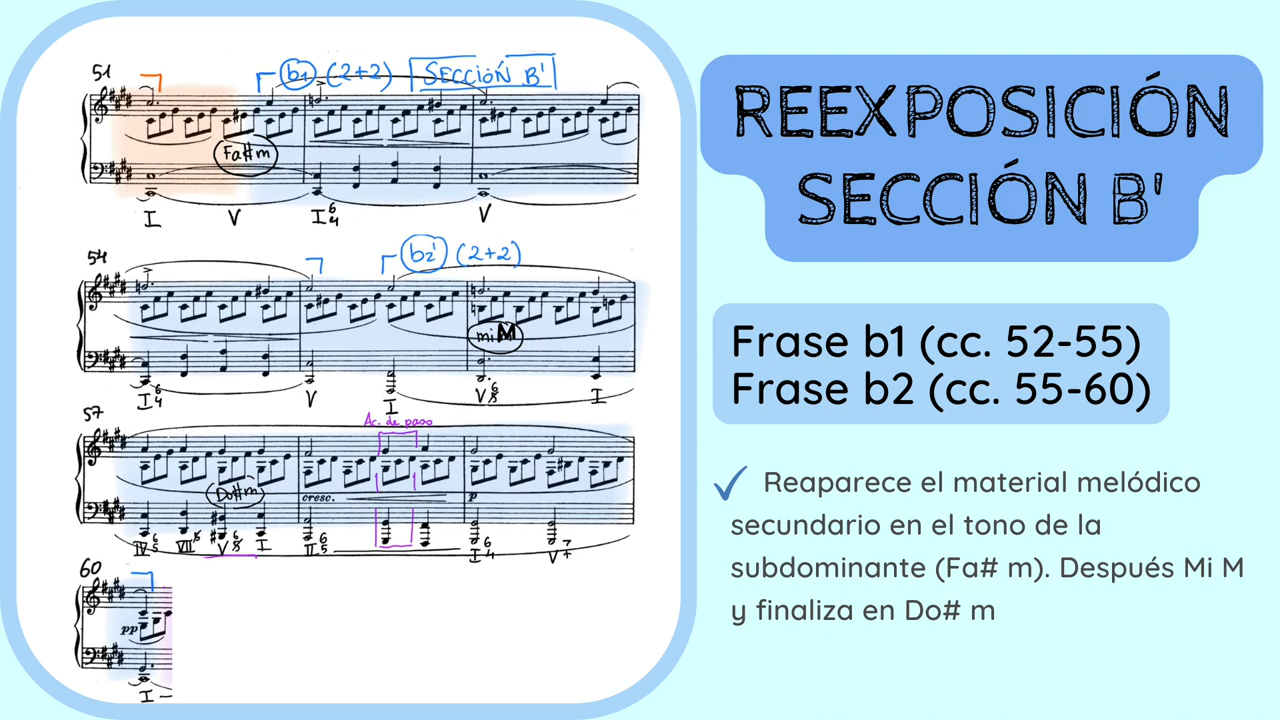 51
b1 (2+2) SECCIÓN B'
Fa#m
I V I6/4 V
54
b2' (2+2)
mi M
I6/4 V I V6/5 I
57
Ac. de paso
Do#m
cresc. p
IV6/5 VII5 V6/5 I II6/5 I6/4 V7/+
60
pp
I –
REEXPOSICIÓN
SECCIÓN B'
Frase b1 (cc. 52-55)
Frase b2 (cc. 55-60)
✓ Reaparece el material melódico
secundario en el tono de la
subdominante (Fa# m). Después Mi M
y finaliza en Do# m